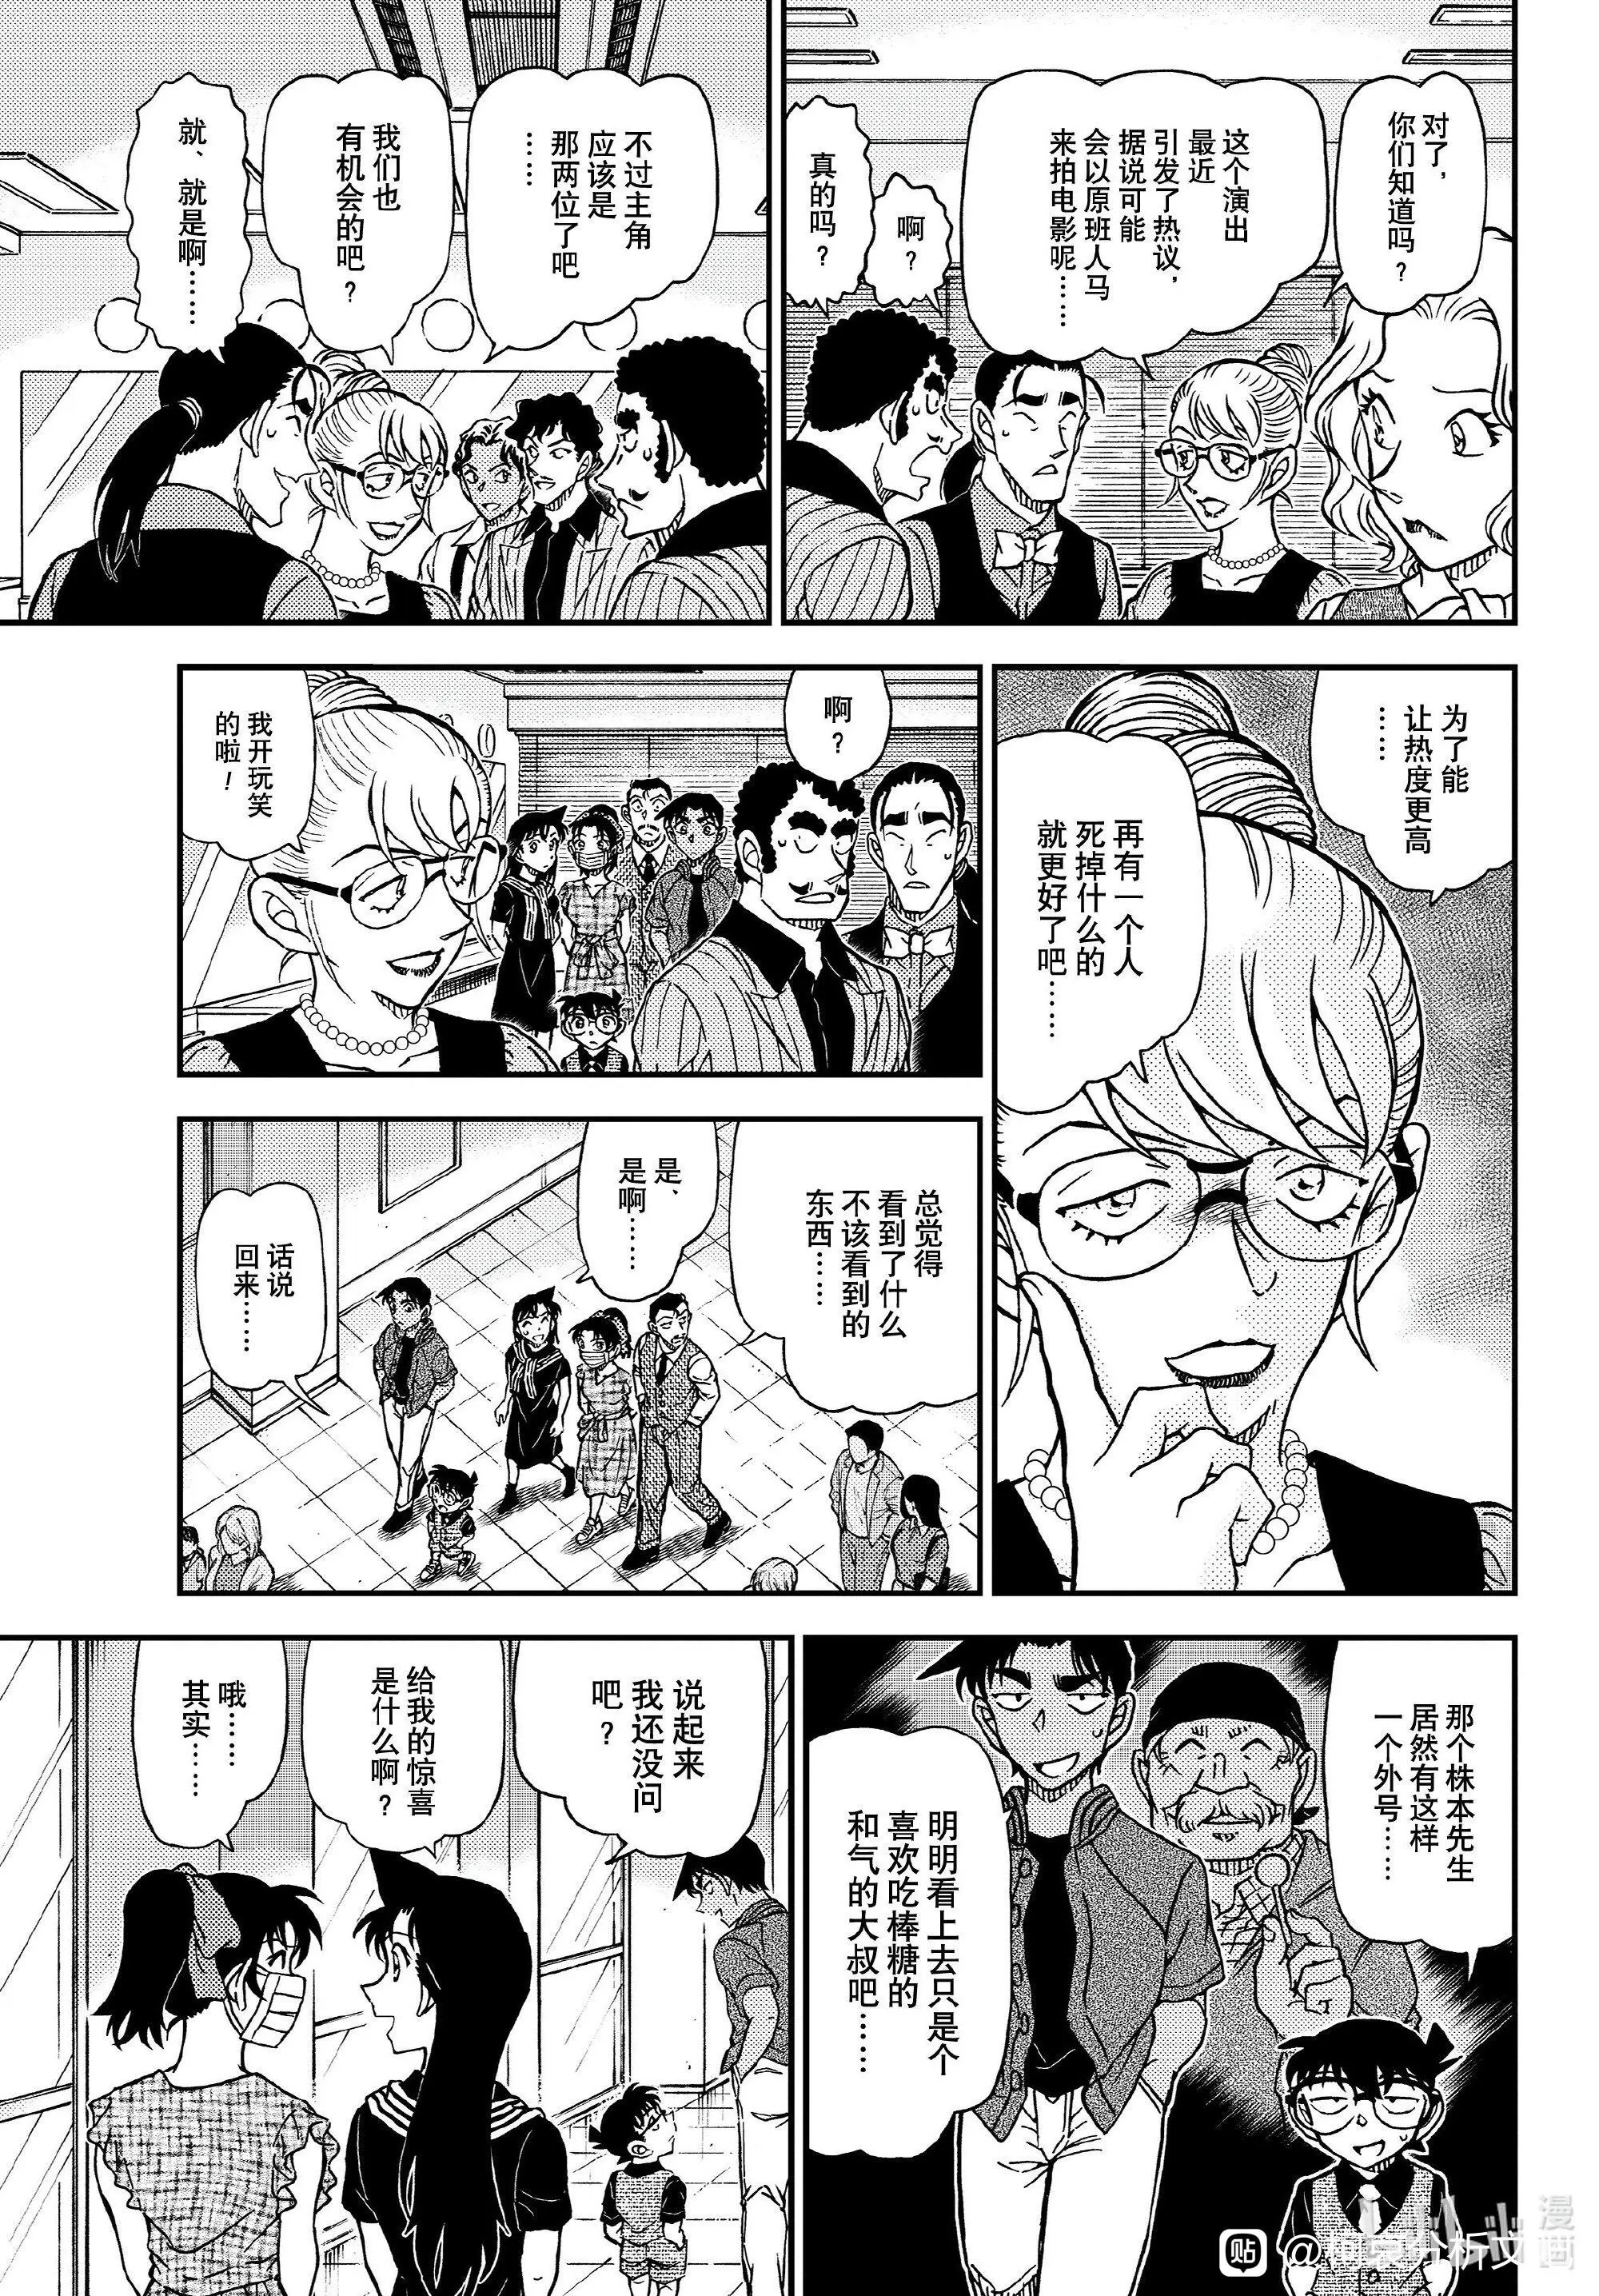 对了，
你们知道吗？
这个演出
最近
引发了热议，
据说可能
会以原班人马
来拍电影呢……
啊？
真的吗？
不过主角
应该是
那两位了吧
……
我们也
有机会的吧？
就、就是啊……
为了能
让热度更高
……
再有一个人
死掉什么的
就更好了吧……
啊？
我开玩笑
的啦！
总觉得
看到了什么
不该看到的
东西……
是、
是啊……
话说
回来……
那个株本先生
居然有这样
一个外号……
明明看上去只是个
喜欢吃棒糖的
和气的大叔吧……
说起来
我还没问
吧？
给我的惊喜
是什么啊？
哦……
其实……
漫画
贴